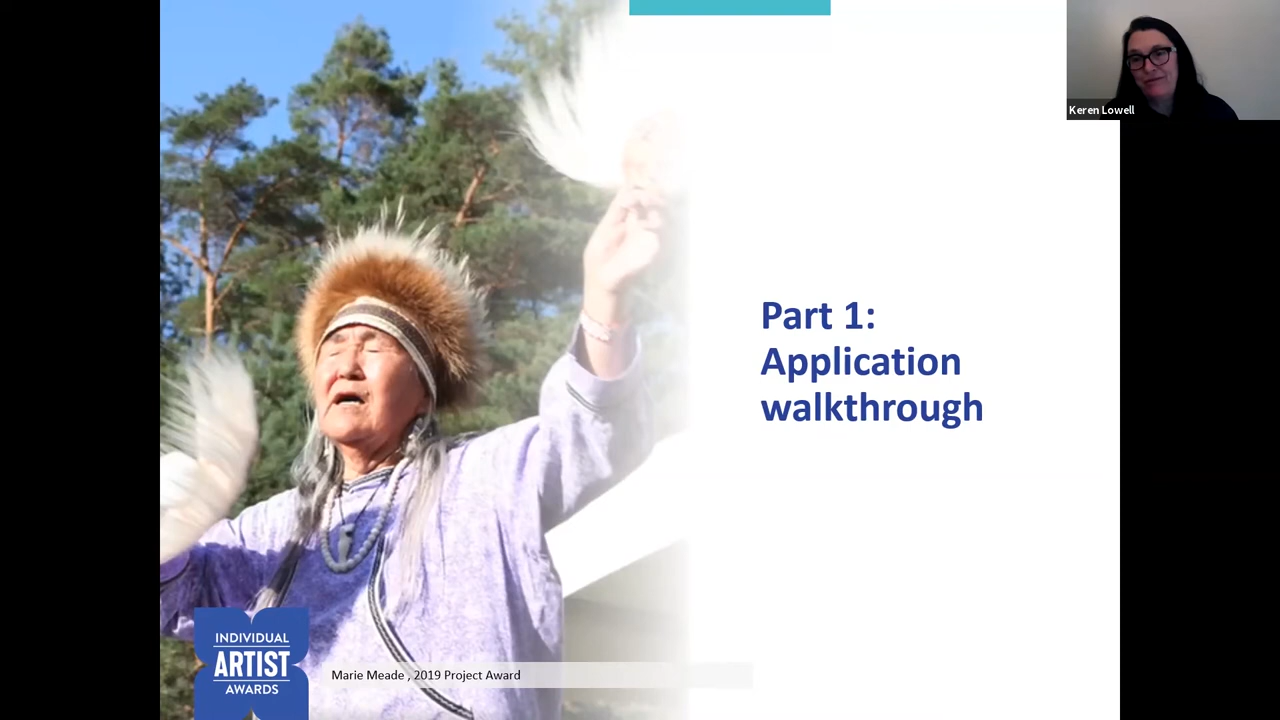 Keren Lowell
Part 1:
Application
walkthrough
INDIVIDUAL
ARTIST
AWARDS
Marie Meade , 2019 Project Award